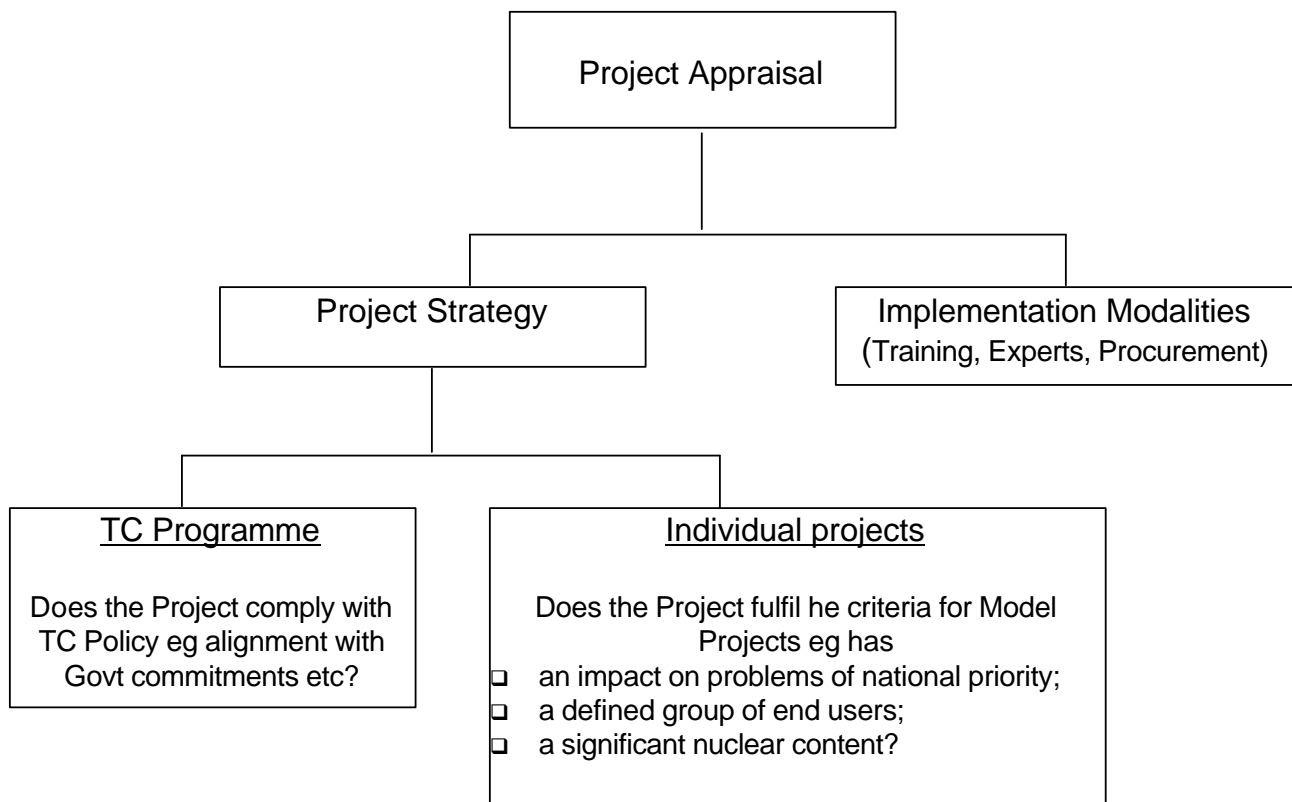 Project Appraisal
Project Strategy
Implementation Modalities
(Training, Experts, Procurement)
TC Programme
Does the Project comply with
TC Policy eg alignment with
Govt commitments etc?
Individual projects
Does the Project fulfil he criteria for Model
Projects eg has
❑ an impact on problems of national priority;
❑ a defined group of end users;
❑ a significant nuclear content?